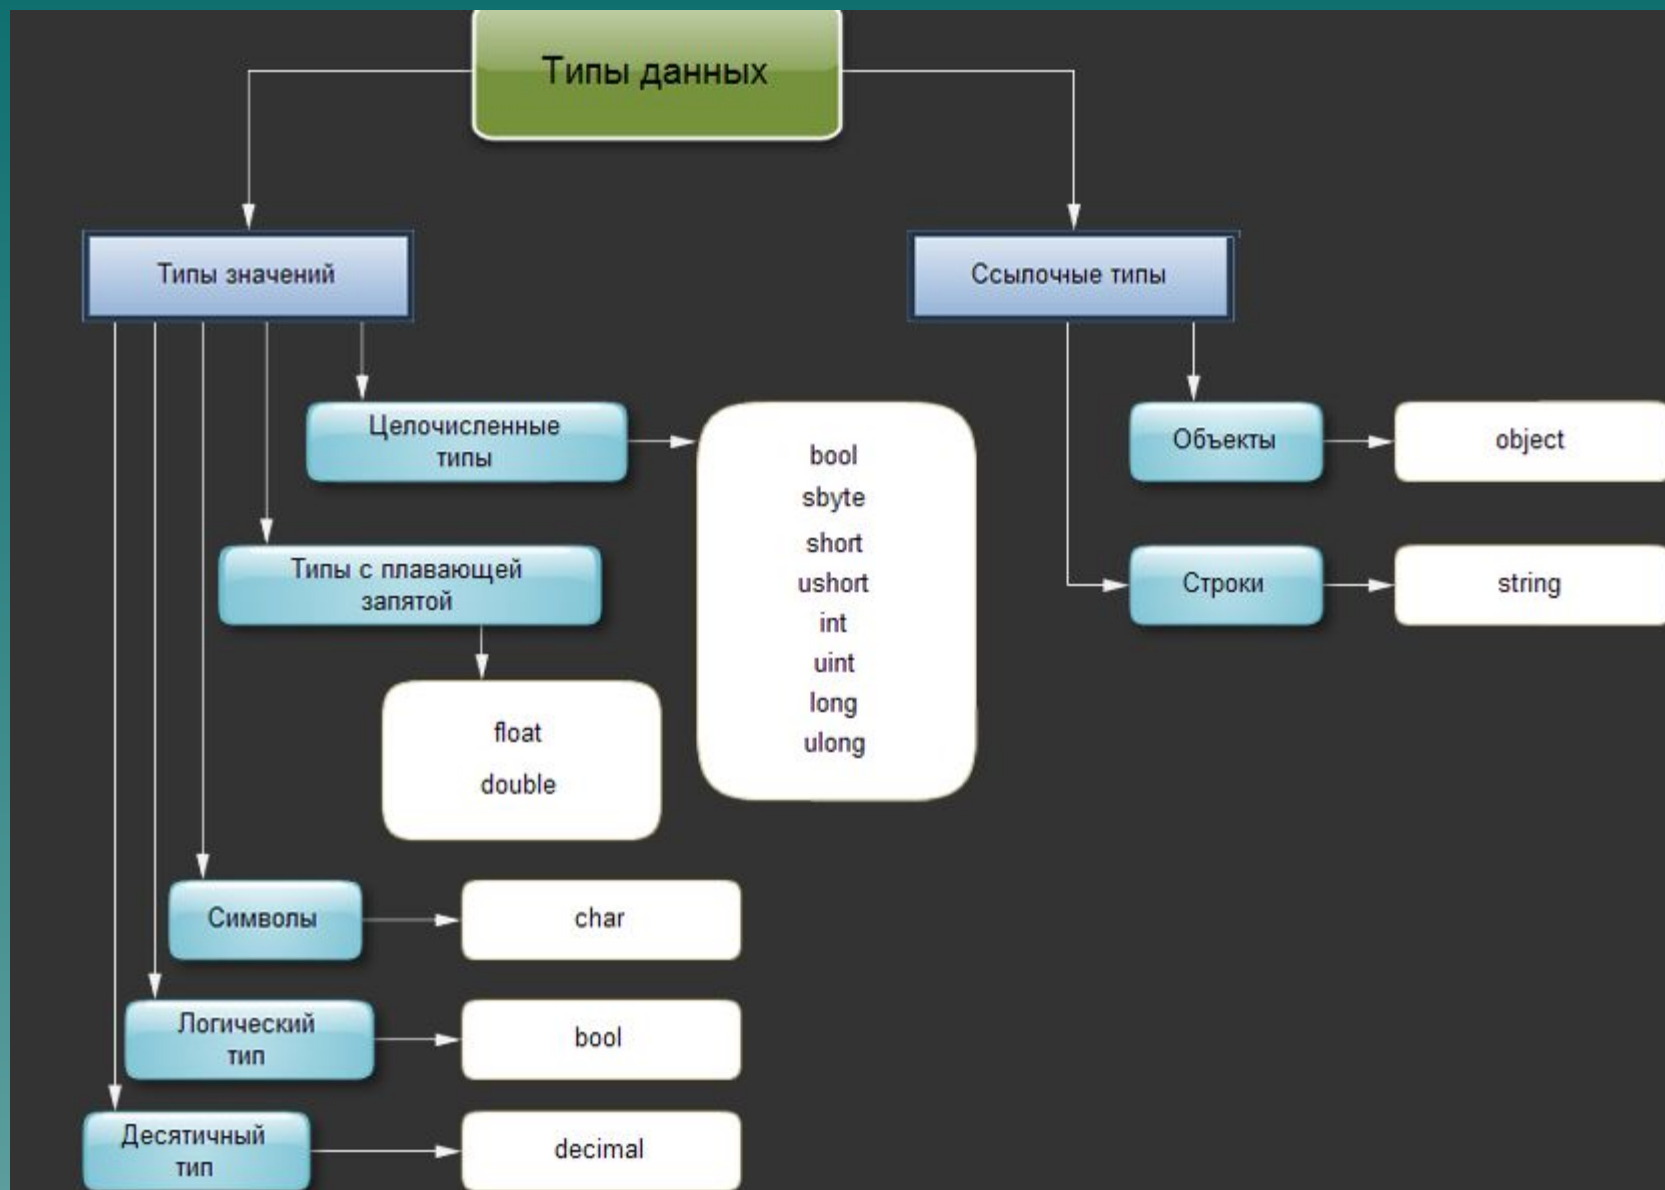 Типы данных
Типы значений
Ссылочные типы
Целочисленные
типы
bool
sbyte
short
ushort
int
uint
long
ulong
Объекты
object
Типы с плавающей
запятой
float
double
Строки
string
Символы
char
Логический
тип
bool
Десятичный
тип
decimal